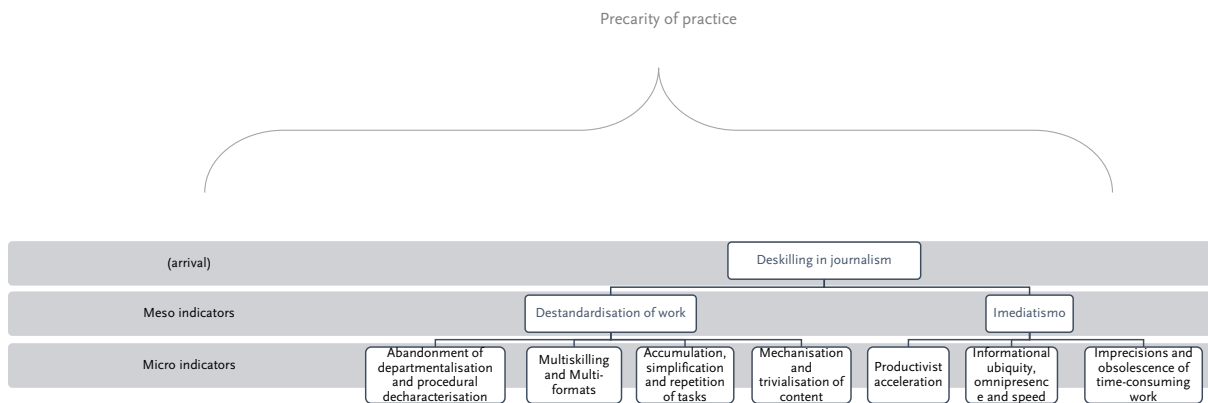 Precarity of practice
(arrival)
Deskilling in journalism
Meso indicators
Destandardisation of work
Imediatismo
Micro indicators
Abandonment of
departmentalisation
and procedural
decharacterisation
Multiskilling
and Multi-
formats
Accumulation,
simplification
and repetition
of tasks
Mechanisation
and
trivialisation of
content
Productivist
acceleration
Informational
ubiquity,
omnipresenc
e and speed
Imprecisions and
obsolescence of
time-consuming
work